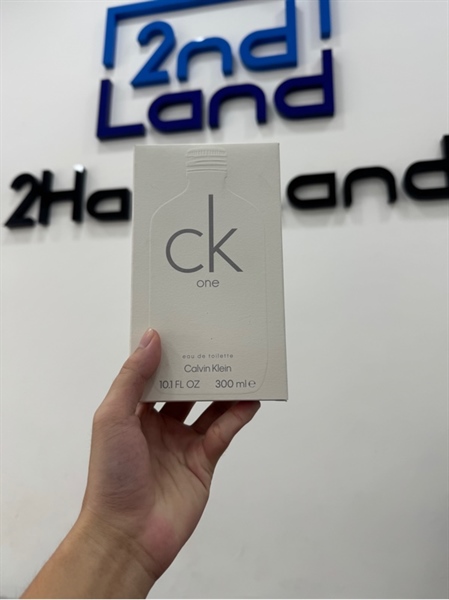 2nd
Land
2Ha
and
ck
one
eau de toilette
Calvin Klein
10.1 FL OZ 300 ml e